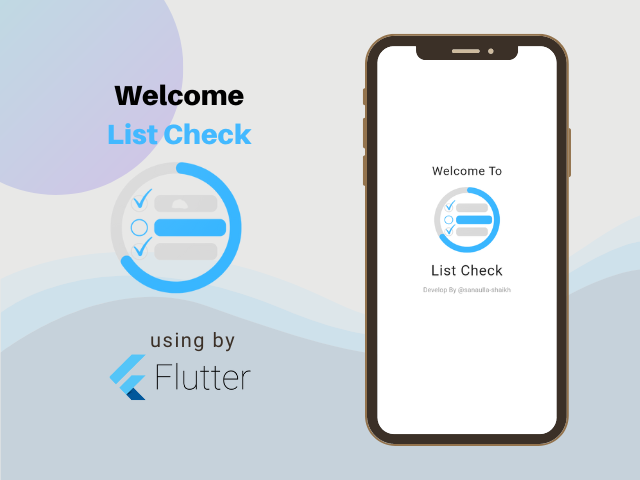 Welcome
List Check
using by
Flutter
Welcome To
List Check
Develop By @sanaulla-shaikh